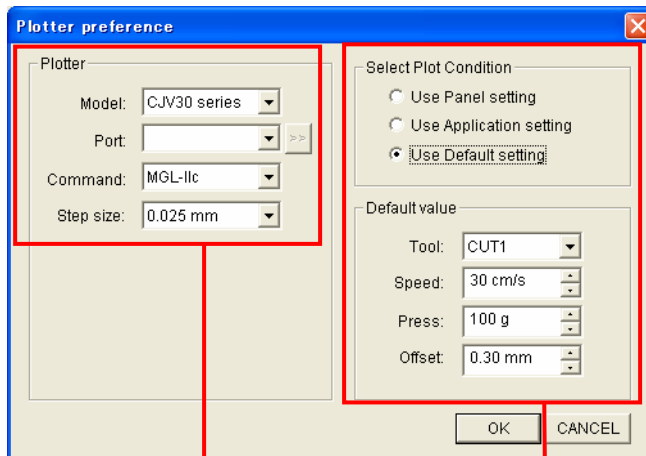 Plotter preference
Plotter
Model: CJV30 series
Port: >>
Command: MGL-IIc
Step size: 0.025 mm
Select Plot Condition
Use Panel setting
Use Application setting
Use Default setting
Default value
Tool: CUT1
Speed: 30 cm/s
Press: 100 g
Offset: 0.30 mm
OK CANCEL